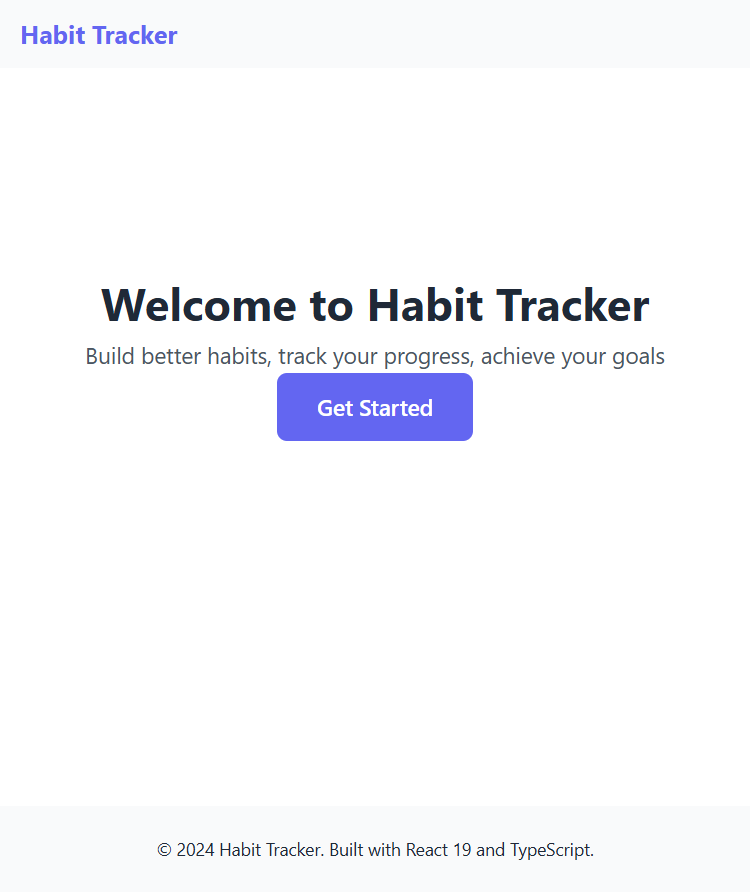 Habit Tracker
Welcome to Habit Tracker
Build better habits, track your progress, achieve your goals
Get Started
© 2024 Habit Tracker. Built with React 19 and TypeScript.